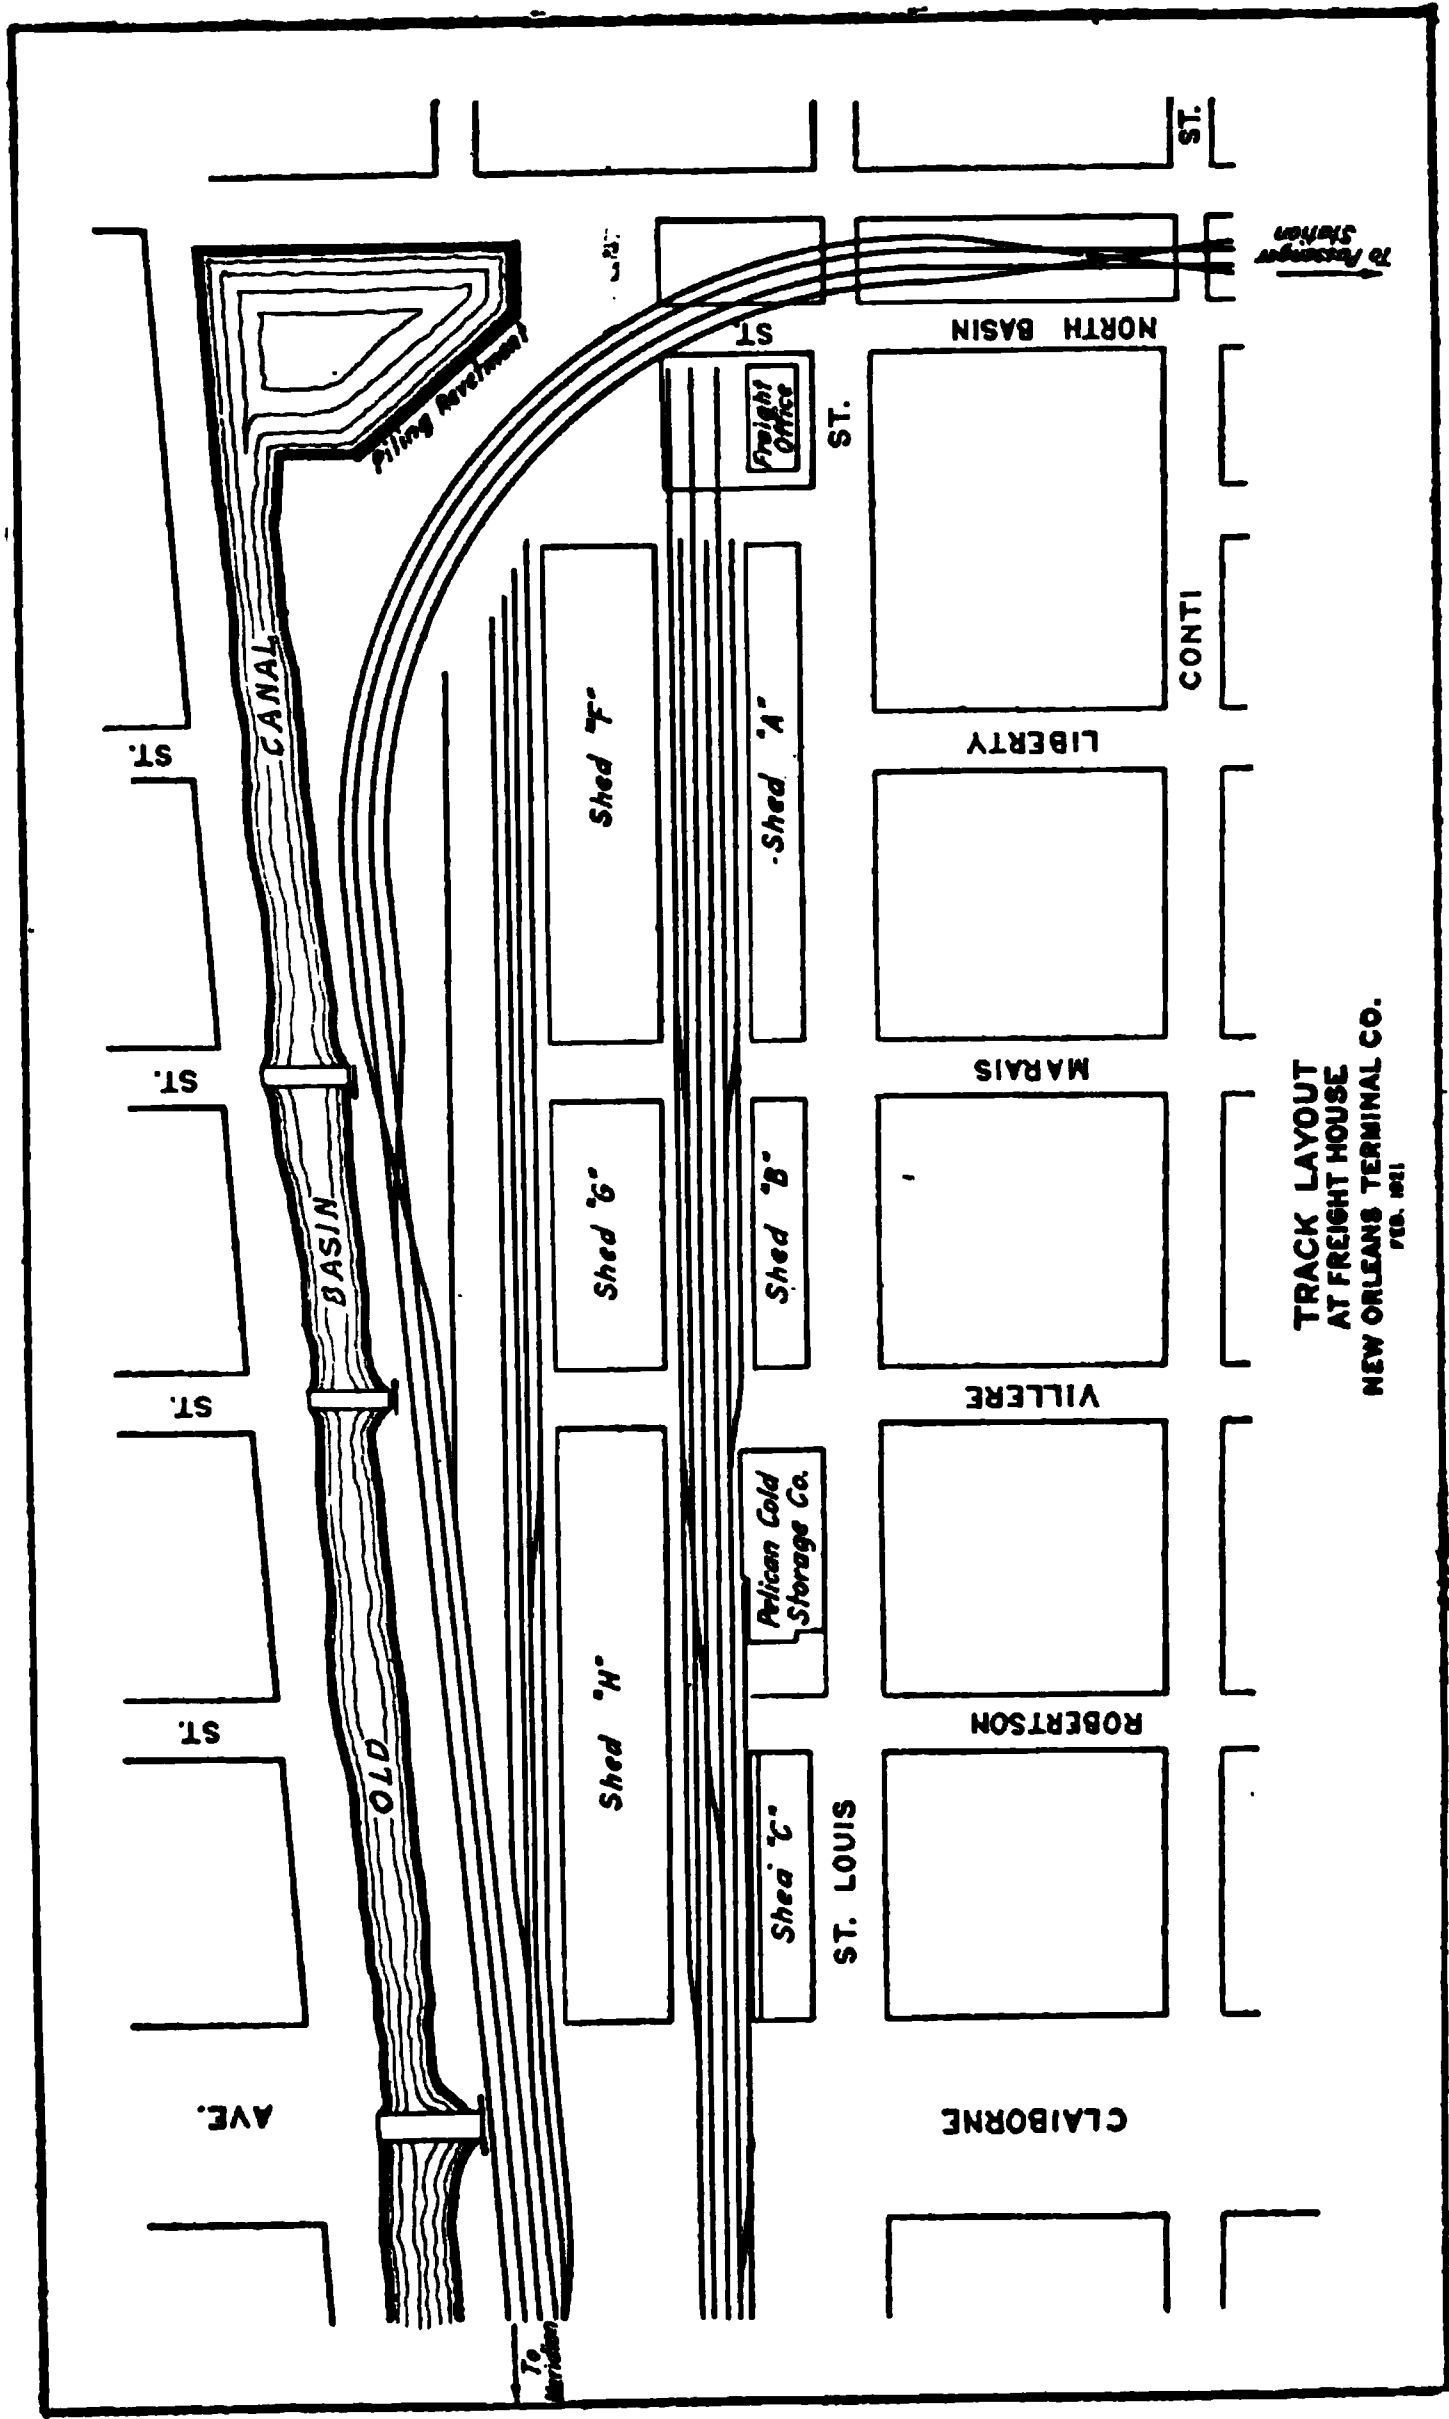 TRACK LAYOUT
AT FREIGHT HOUSE
NEW ORLEANS TERMINAL CO.
FEB. 1921
OLD BASIN CANAL
Piling Revetment
To Passenger
Station
To
Meridian
Freight
Office
Shed "F"
Shed "A"
Shed "G"
Shed "B"
Shed "H"
Pelican Cold
Storage Co.
Shed "C"
ST. LOUIS ST.
CONTI ST.
NORTH BASIN ST.
LIBERTY ST.
MARAIS ST.
VILLERE ST.
ROBERTSON ST.
CLAIBORNE AVE.